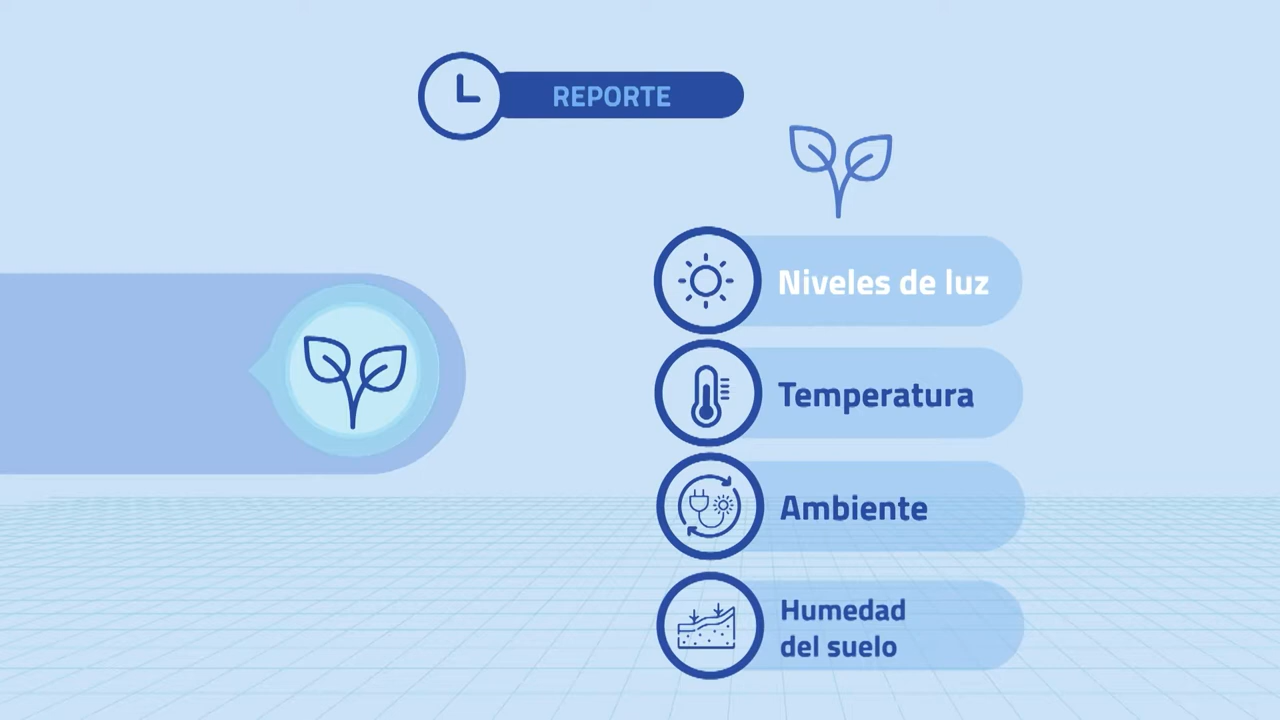 REPORTE
Niveles de luz
Temperatura
Ambiente
Humedad
del suelo